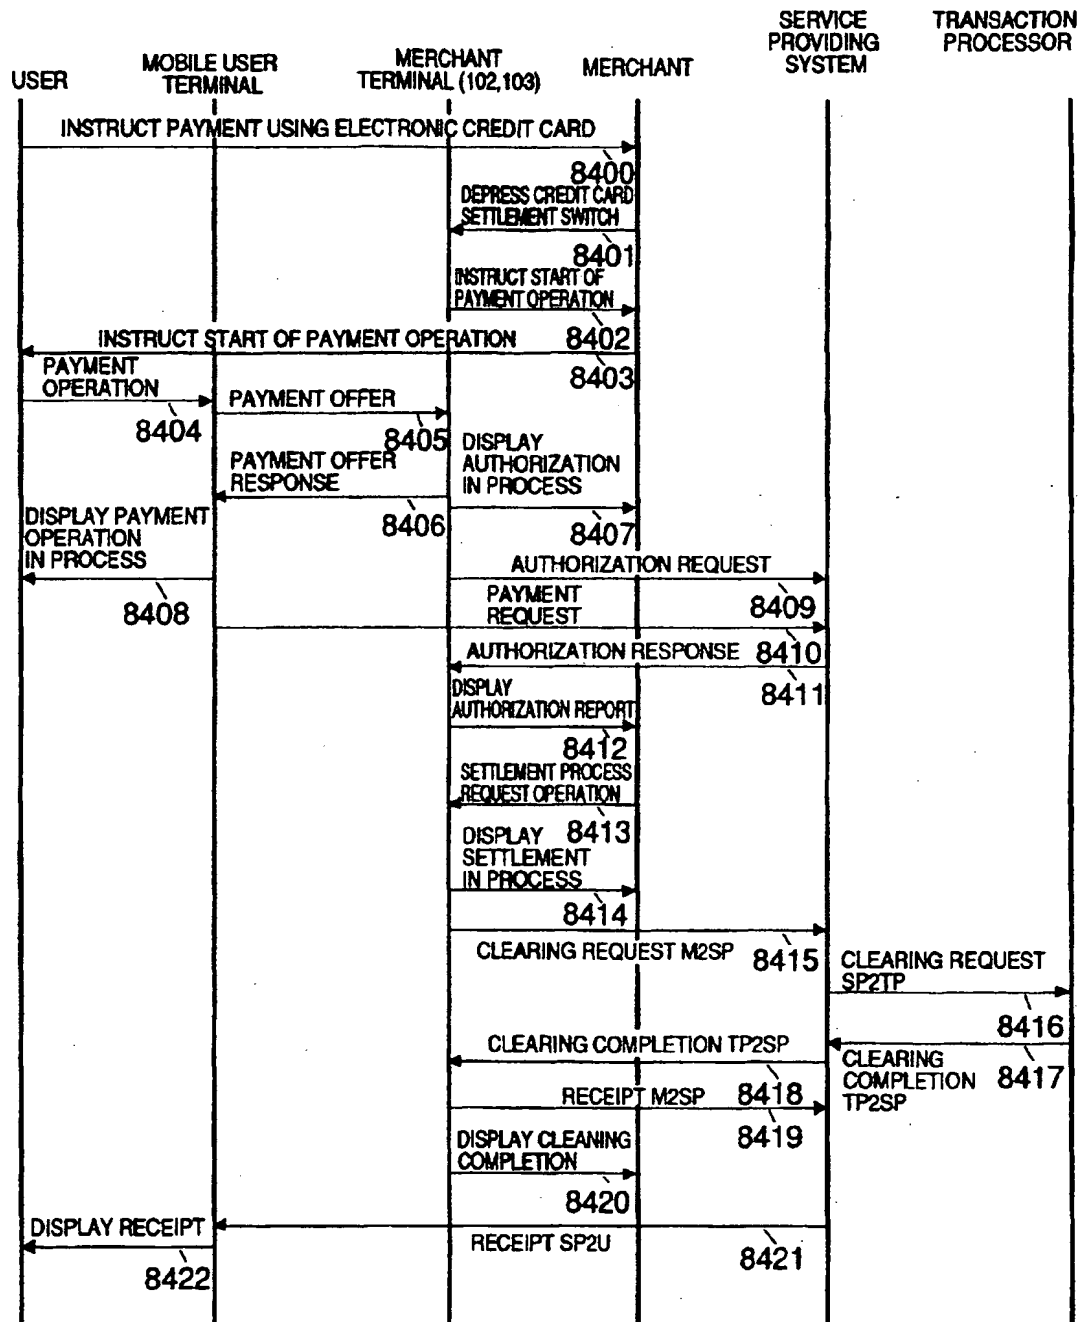 USER
MOBILE USER
TERMINAL
MERCHANT
TERMINAL (102,103)
MERCHANT
SERVICE
PROVIDING
SYSTEM
TRANSACTION
PROCESSOR
INSTRUCT PAYMENT USING ELECTRONIC CREDIT CARD
8400
DEPRESS CREDIT CARD
SETTLEMENT SWITCH
8401
INSTRUCT START OF
PAYMENT OPERATION
8402
INSTRUCT START OF PAYMENT OPERATION
8403
PAYMENT
OPERATION
8404
PAYMENT OFFER
8405
PAYMENT OFFER
RESPONSE
8406
DISPLAY
AUTHORIZATION
IN PROCESS
8407
DISPLAY PAYMENT
OPERATION
IN PROCESS
8408
AUTHORIZATION REQUEST
8409
PAYMENT
REQUEST
8410
AUTHORIZATION RESPONSE
8411
DISPLAY
AUTHORIZATION REPORT
8412
SETTLEMENT PROCESS
REQUEST OPERATION
8413
DISPLAY
SETTLEMENT
IN PROCESS
8414
CLEARING REQUEST M2SP
8415
CLEARING REQUEST
SP2TP
8416
CLEARING
COMPLETION
TP2SP
8417
CLEARING COMPLETION TP2SP
8418
RECEIPT M2SP
8419
DISPLAY CLEANING
COMPLETION
8420
RECEIPT SP2U
8421
DISPLAY RECEIPT
8422